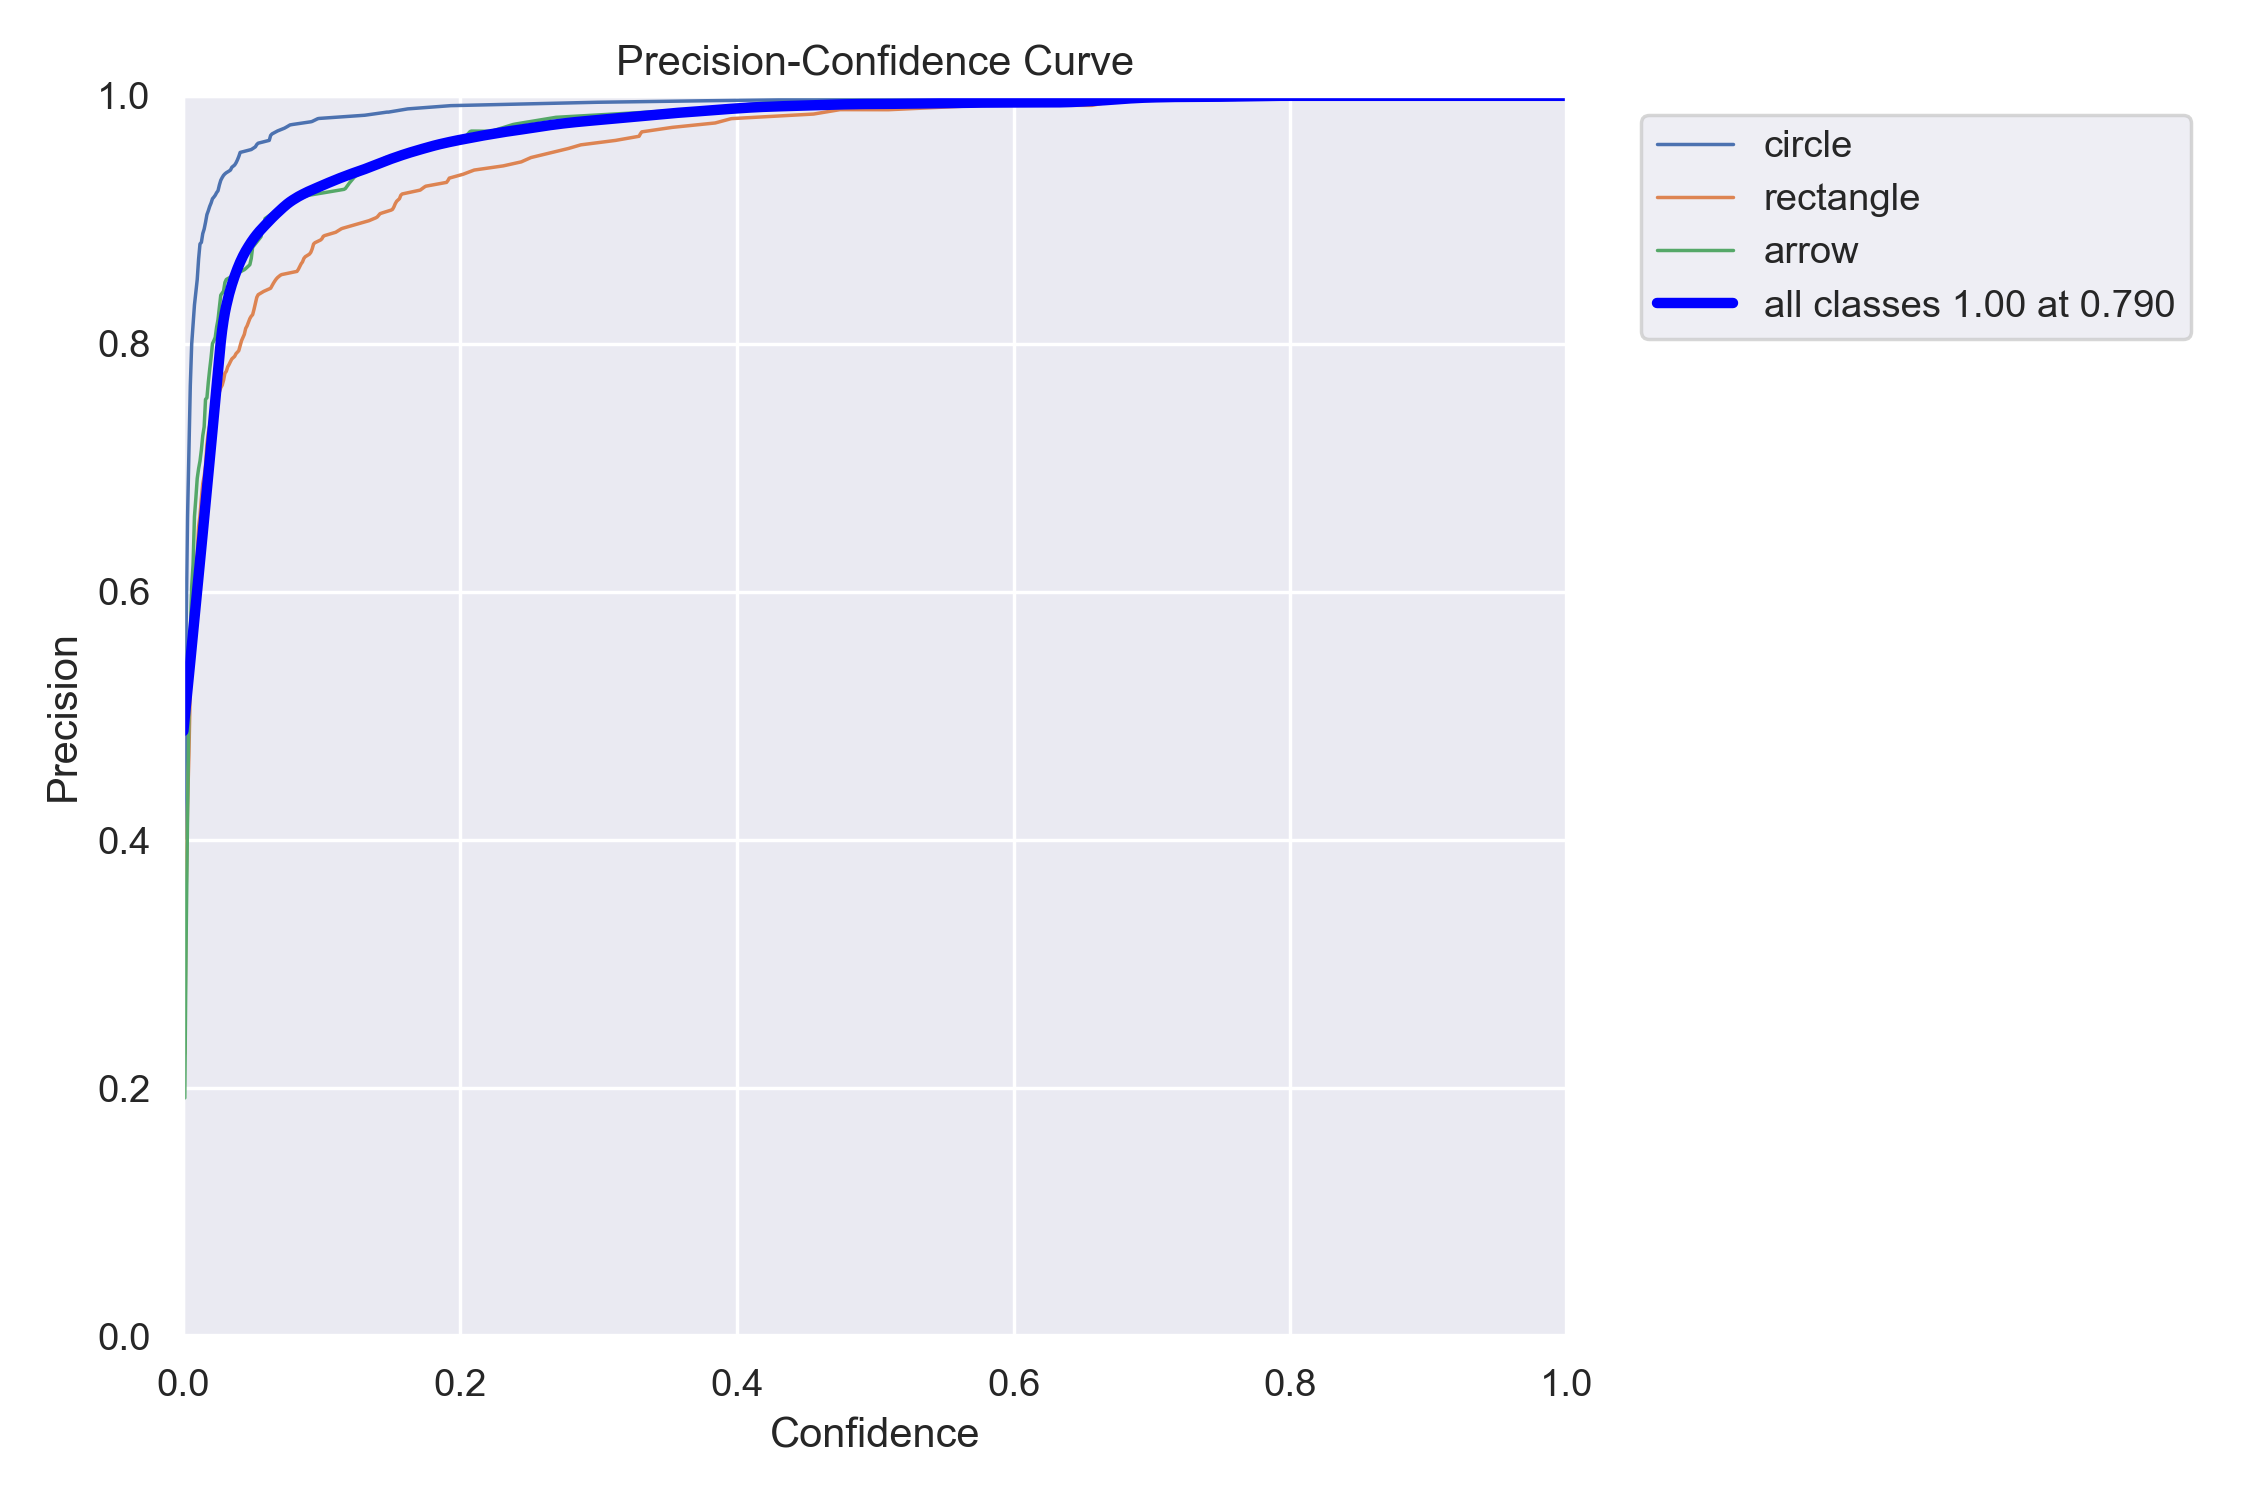 Precision-Confidence Curve
1.0
0.8
0.6
0.4
0.2
0.0
Precision
0.0 0.2 0.4 0.6 0.8 1.0
Confidence
circle
rectangle
arrow
all classes 1.00 at 0.790